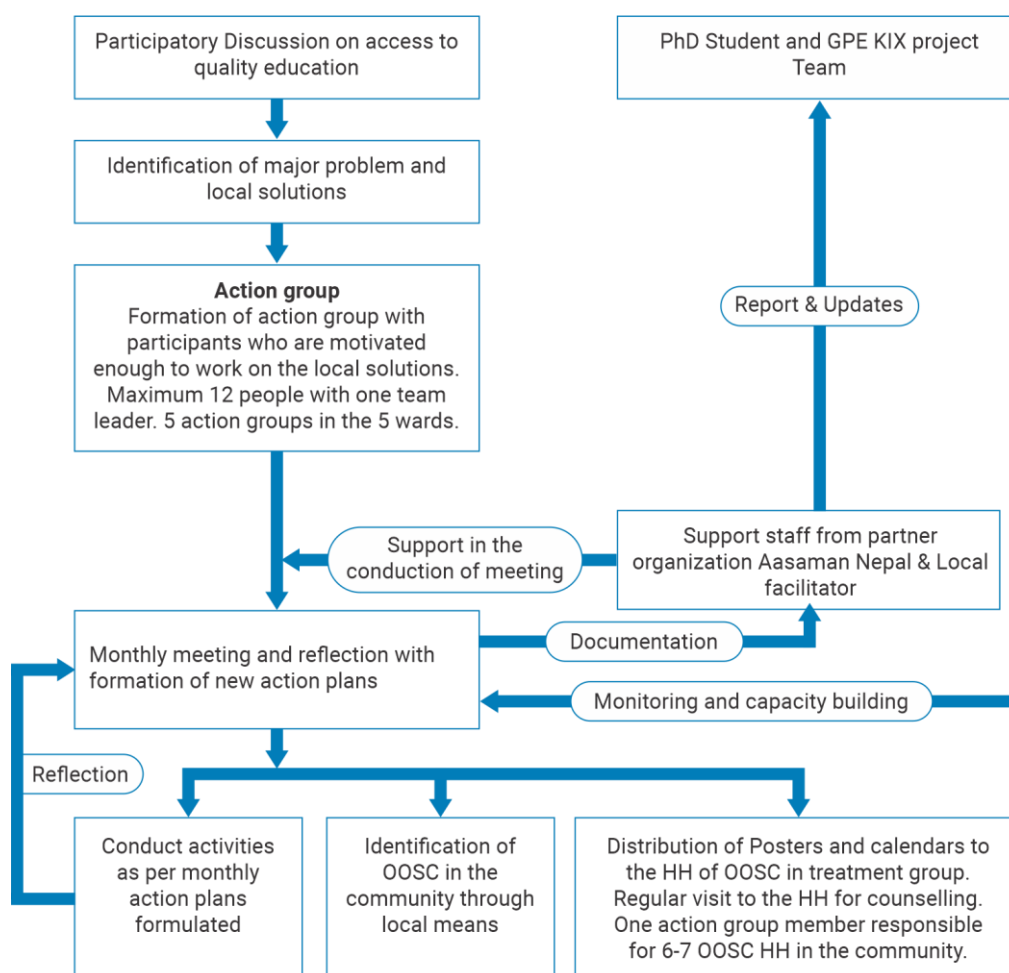 Participatory Discussion on access to
quality education
PhD Student and GPE KIX project
Team
Identification of major problem and
local solutions
Action group
Formation of action group with
participants who are motivated
enough to work on the local solutions.
Maximum 12 people with one team
leader. 5 action groups in the 5 wards.
Report & Updates
Support in the
conduction of meeting
Support staff from partner
organization Aasaman Nepal & Local
facilitator
Monthly meeting and reflection with
formation of new action plans
Documentation
Monitoring and capacity building
Reflection
Conduct activities
as per monthly
action plans
formulated
Identification of
OOSC in the
community through
local means
Distribution of Posters and calendars to
the HH of OOSC in treatment group.
Regular visit to the HH for counselling.
One action group member responsible
for 6-7 OOSC HH in the community.